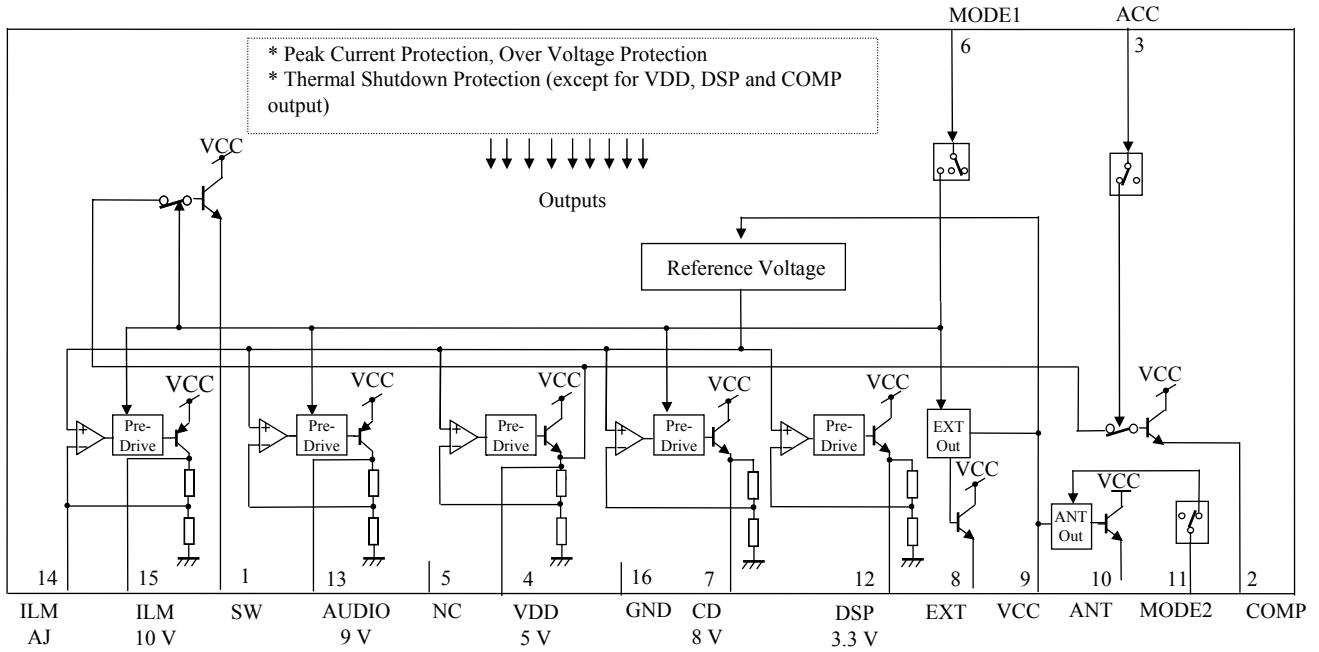 MODE1 ACC
6 3
* Peak Current Protection, Over Voltage Protection
* Thermal Shutdown Protection (except for VDD, DSP and COMP
output)
VCC
Outputs
Reference Voltage
VCC VCC VCC VCC VCC VCC
+
−
Pre-
Drive
+
−
Pre-
Drive
+
−
Pre-
Drive
+
−
Pre-
Drive
+
−
Pre-
Drive
EXT
Out
VCC
VCC
ANT
Out
14 15 1 13 5 4 16 7 12 8 9 10 11 2
ILM
AJ
ILM
10 V
SW
AUDIO
9 V
NC
VDD
5 V
GND
CD
8 V
DSP
3.3 V
EXT
VCC
ANT
MODE2
COMP